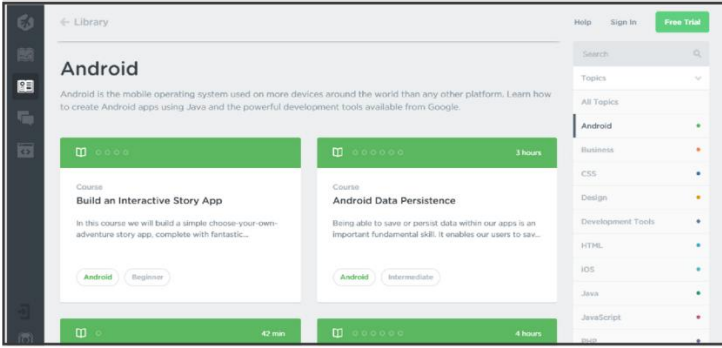 ← Library
Help Sign In Free Trial
Android
Android is the mobile operating system used on more devices around the world than any other platform. Learn how
to create Android apps using Java and the powerful development tools available from Google.
3 hours
Course
Build an Interactive Story App
In this course we will build a simple choose-your-own-
adventure story app, complete with fantastic...
Android Beginner
Course
Android Data Persistence
Being able to save or persist data within our apps is an
important fundamental skill. It enables our users to sav...
Android Intermediate
42 min
4 hours
Search
Topics
All Topics
Android
Business
CSS
Design
Development Tools
HTML
iOS
Java
JavaScript
PHP